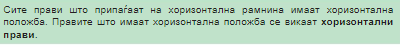 Сите прави што припаѓаат на хоризонтална рамнина имаат хоризонтална
положба. Правите што имаат хоризонтална положба се викаат хоризонтални
прави.